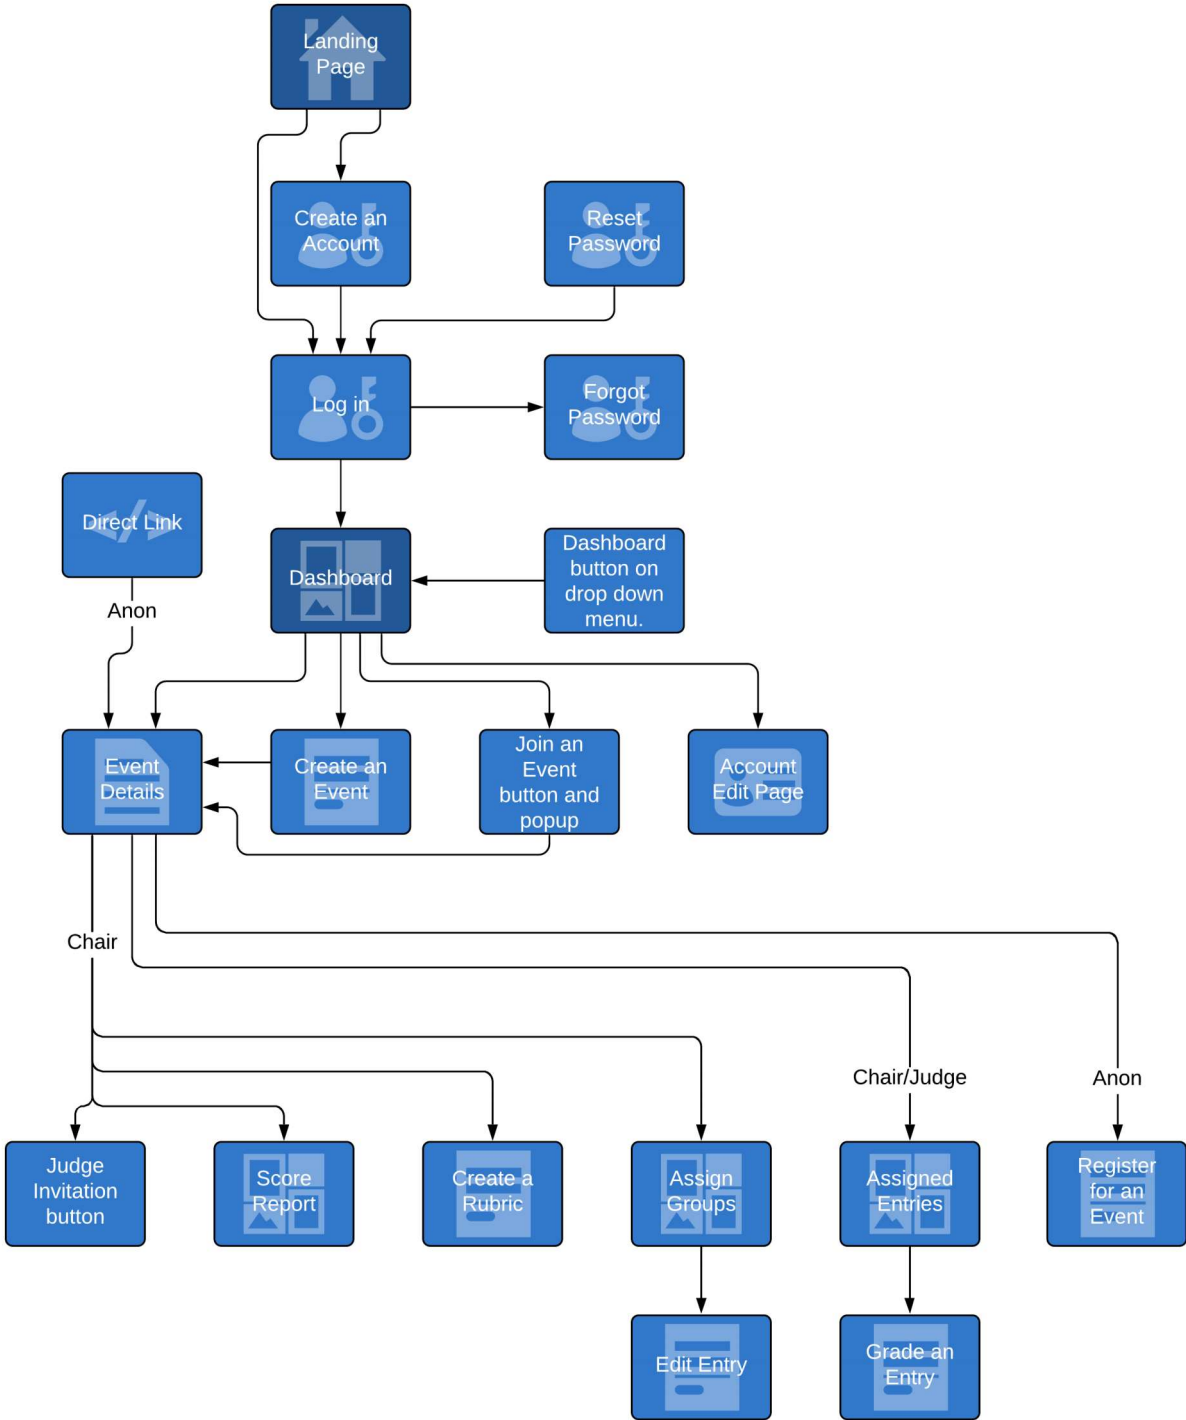 Landing
Page
Create an
Account
Reset
Password
Log in
Forgot
Password
Direct Link
Anon
Dashboard
Dashboard
button on
drop down
menu.
Event
Details
Create an
Event
Join an
Event
button and
popup
Account
Edit Page
Chair
Chair/Judge
Anon
Judge
Invitation
button
Score
Report
Create a
Rubric
Assign
Groups
Assigned
Entries
Register
for an
Event
Edit Entry
Grade an
Entry